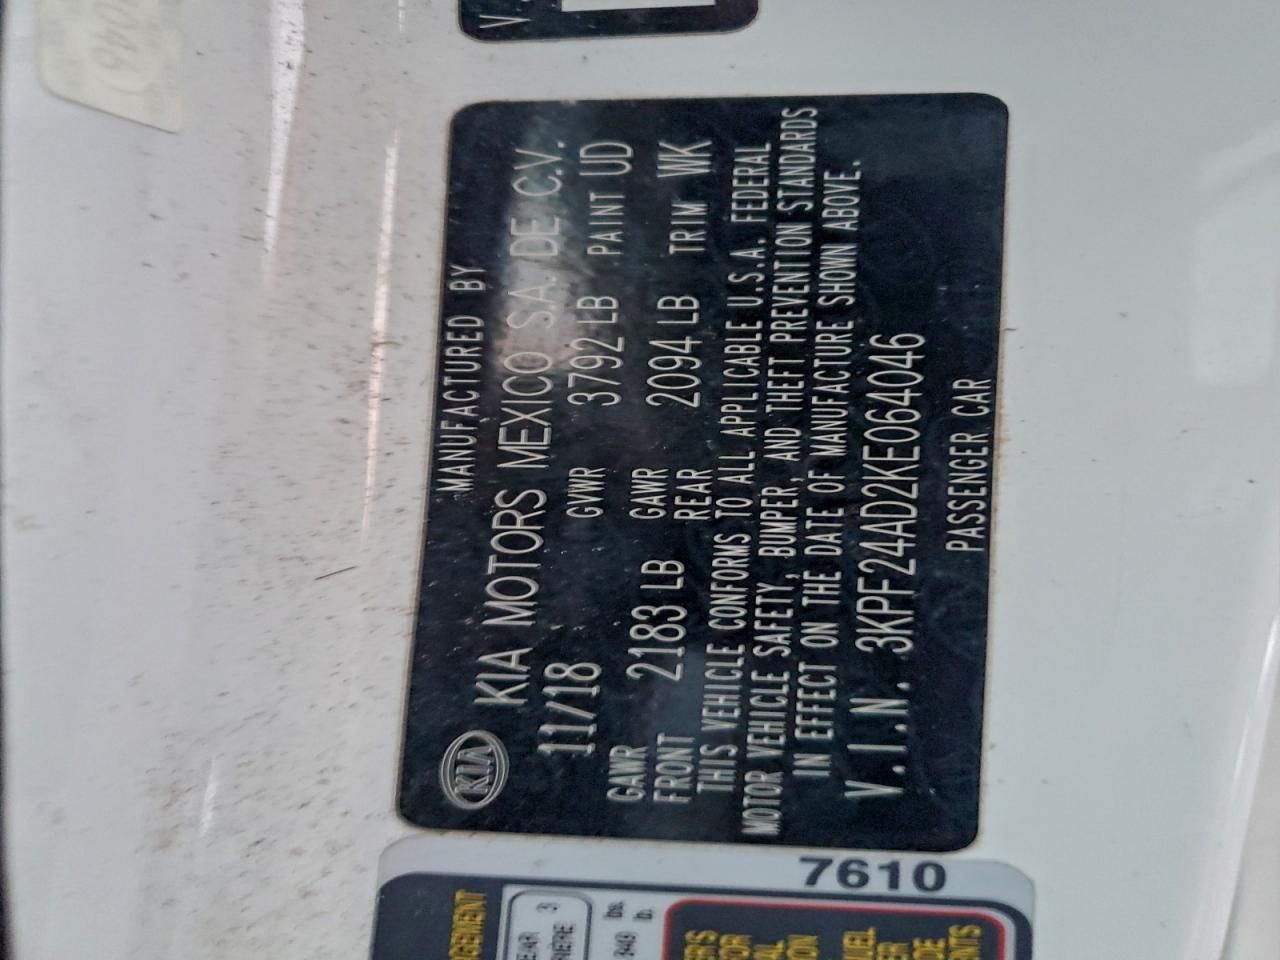 MANUFACTURED BY
KIA KIA MOTORS MEXICO S.A. DE C.V.
11/18 GVWR 3792 LB PAINT UD
GAWR FRONT 2183 LB GAWR REAR 2094 LB TRIM WK
THIS VEHICLE CONFORMS TO ALL APPLICABLE U.S.A. FEDERAL
MOTOR VEHICLE SAFETY, BUMPER, AND THEFT PREVENTION STANDARDS
IN EFFECT ON THE DATE OF MANUFACTURE SHOWN ABOVE.
V.I.N. 3KPF24AD2KE064046
PASSENGER CAR
7610
V.